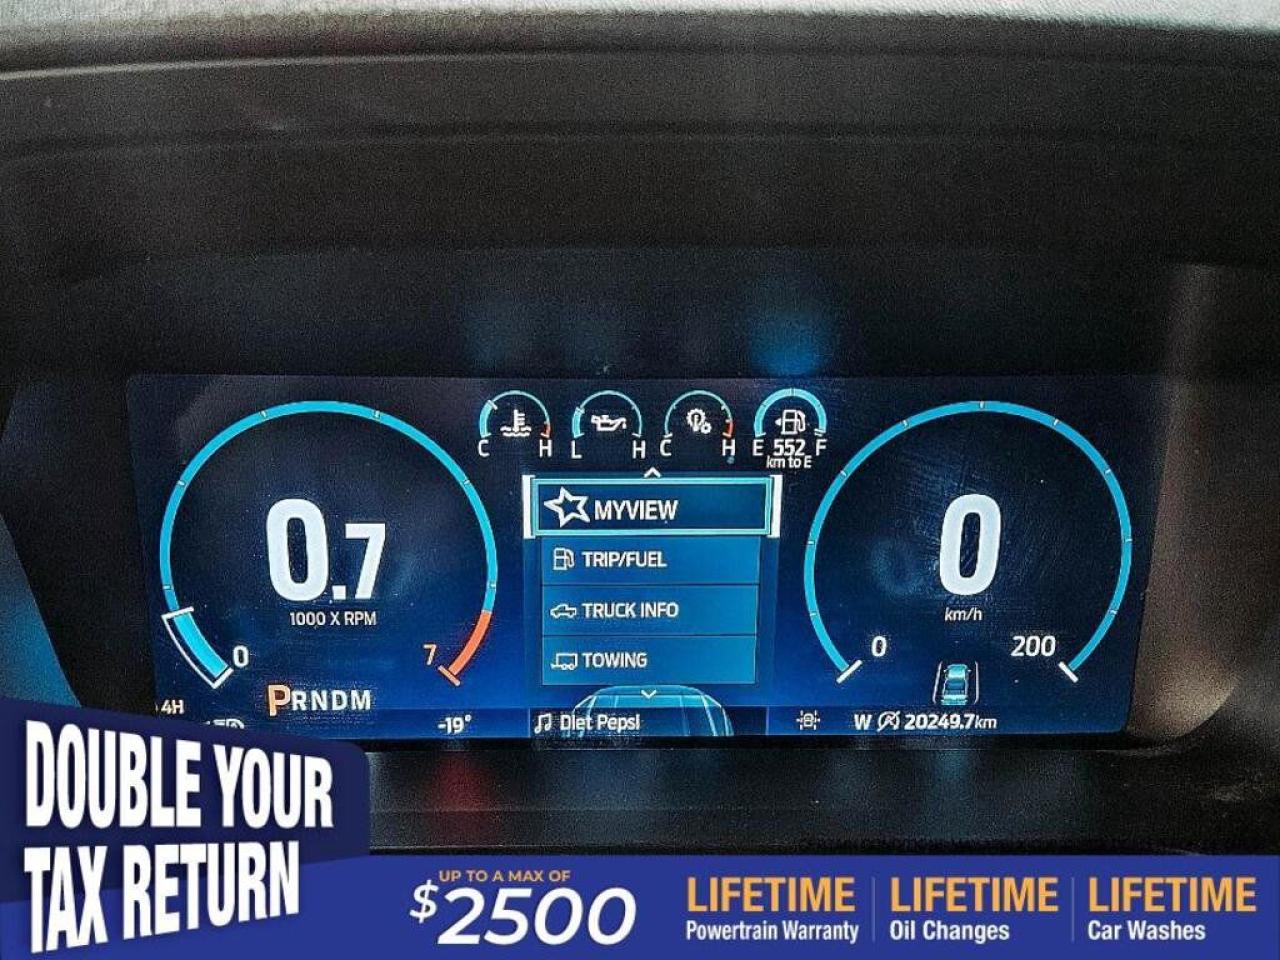 C H L H C H E 552 F
km to E
MYVIEW
TRIP/FUEL
TRUCK INFO
TOWING
0.7
1000 X RPM
0
7
PRNDM
4H
-19°
Diet Pepsi
0
km/h
0
200
W 20249.7km
DOUBLE YOUR
TAX RETURN
UP TO A MAX OF
$2500
LIFETIME
Powertrain Warranty
LIFETIME
Oil Changes
LIFETIME
Car Washes